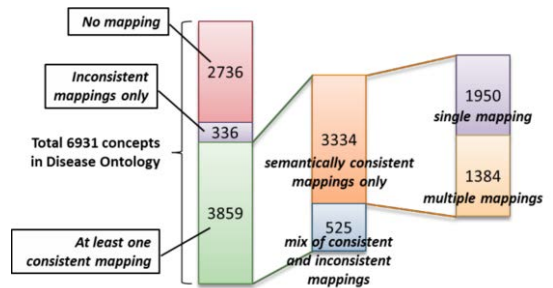 No mapping
Inconsistent
mappings only
Total 6931 concepts
in Disease Ontology
At least one
consistent mapping
2736
336
3859
3334
semantically consistent
mappings only
525
mix of consistent
and inconsistent
mappings
1950
single mapping
1384
multiple mappings